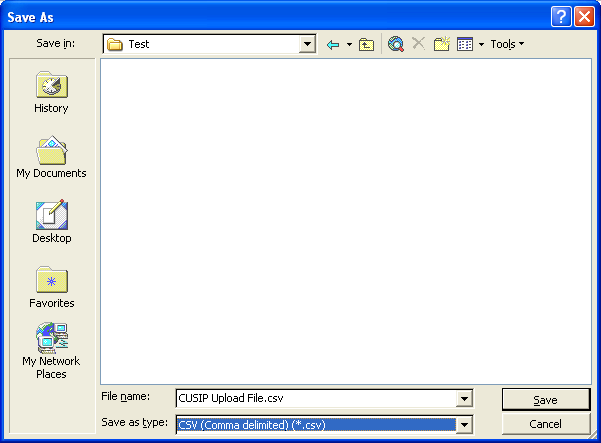 Save As
Save in:
Test
Tools
History
My Documents
Desktop
Favorites
My Network
Places
File name:
CUSIP Upload File.csv
Save
Save as type:
CSV (Comma delimited) (*.csv)
Cancel